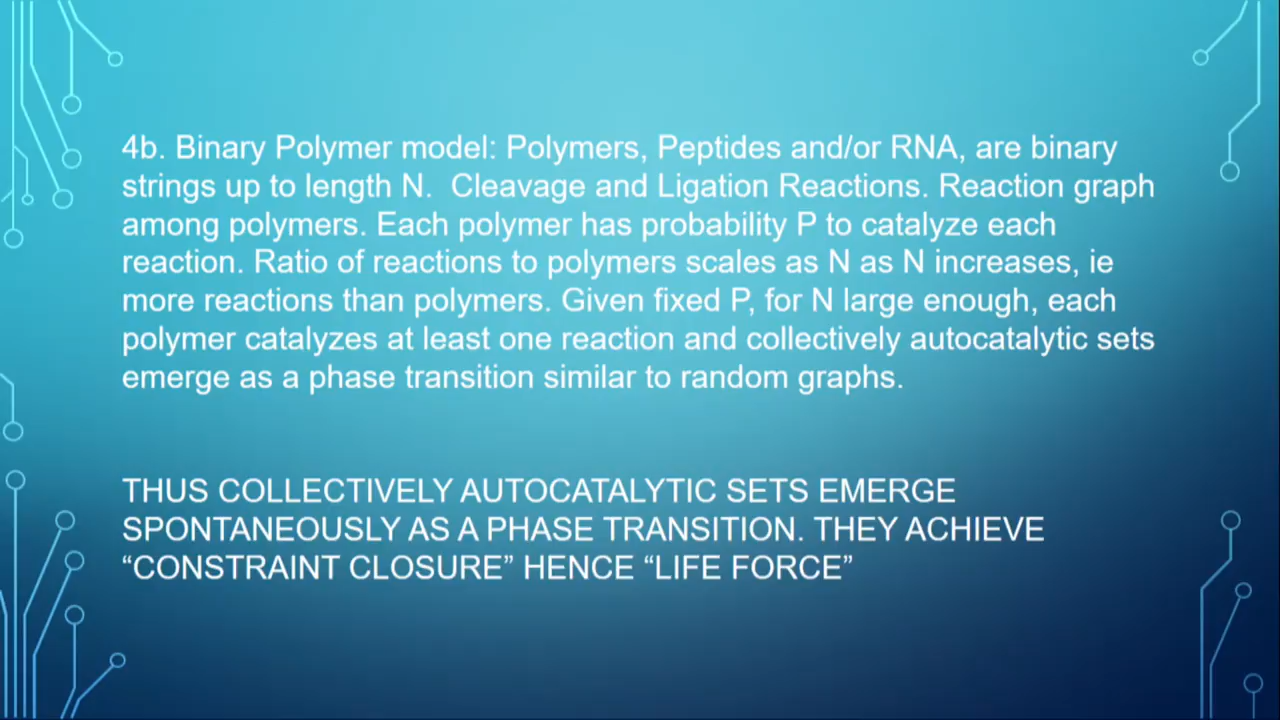 4b. Binary Polymer model: Polymers, Peptides and/or RNA, are binary
strings up to length N.  Cleavage and Ligation Reactions. Reaction graph
among polymers. Each polymer has probability P to catalyze each
reaction. Ratio of reactions to polymers scales as N as N increases, ie
more reactions than polymers. Given fixed P, for N large enough, each
polymer catalyzes at least one reaction and collectively autocatalytic sets
emerge as a phase transition similar to random graphs.
THUS COLLECTIVELY AUTOCATALYTIC SETS EMERGE
SPONTANEOUSLY AS A PHASE TRANSITION. THEY ACHIEVE
“CONSTRAINT CLOSURE” HENCE “LIFE FORCE”